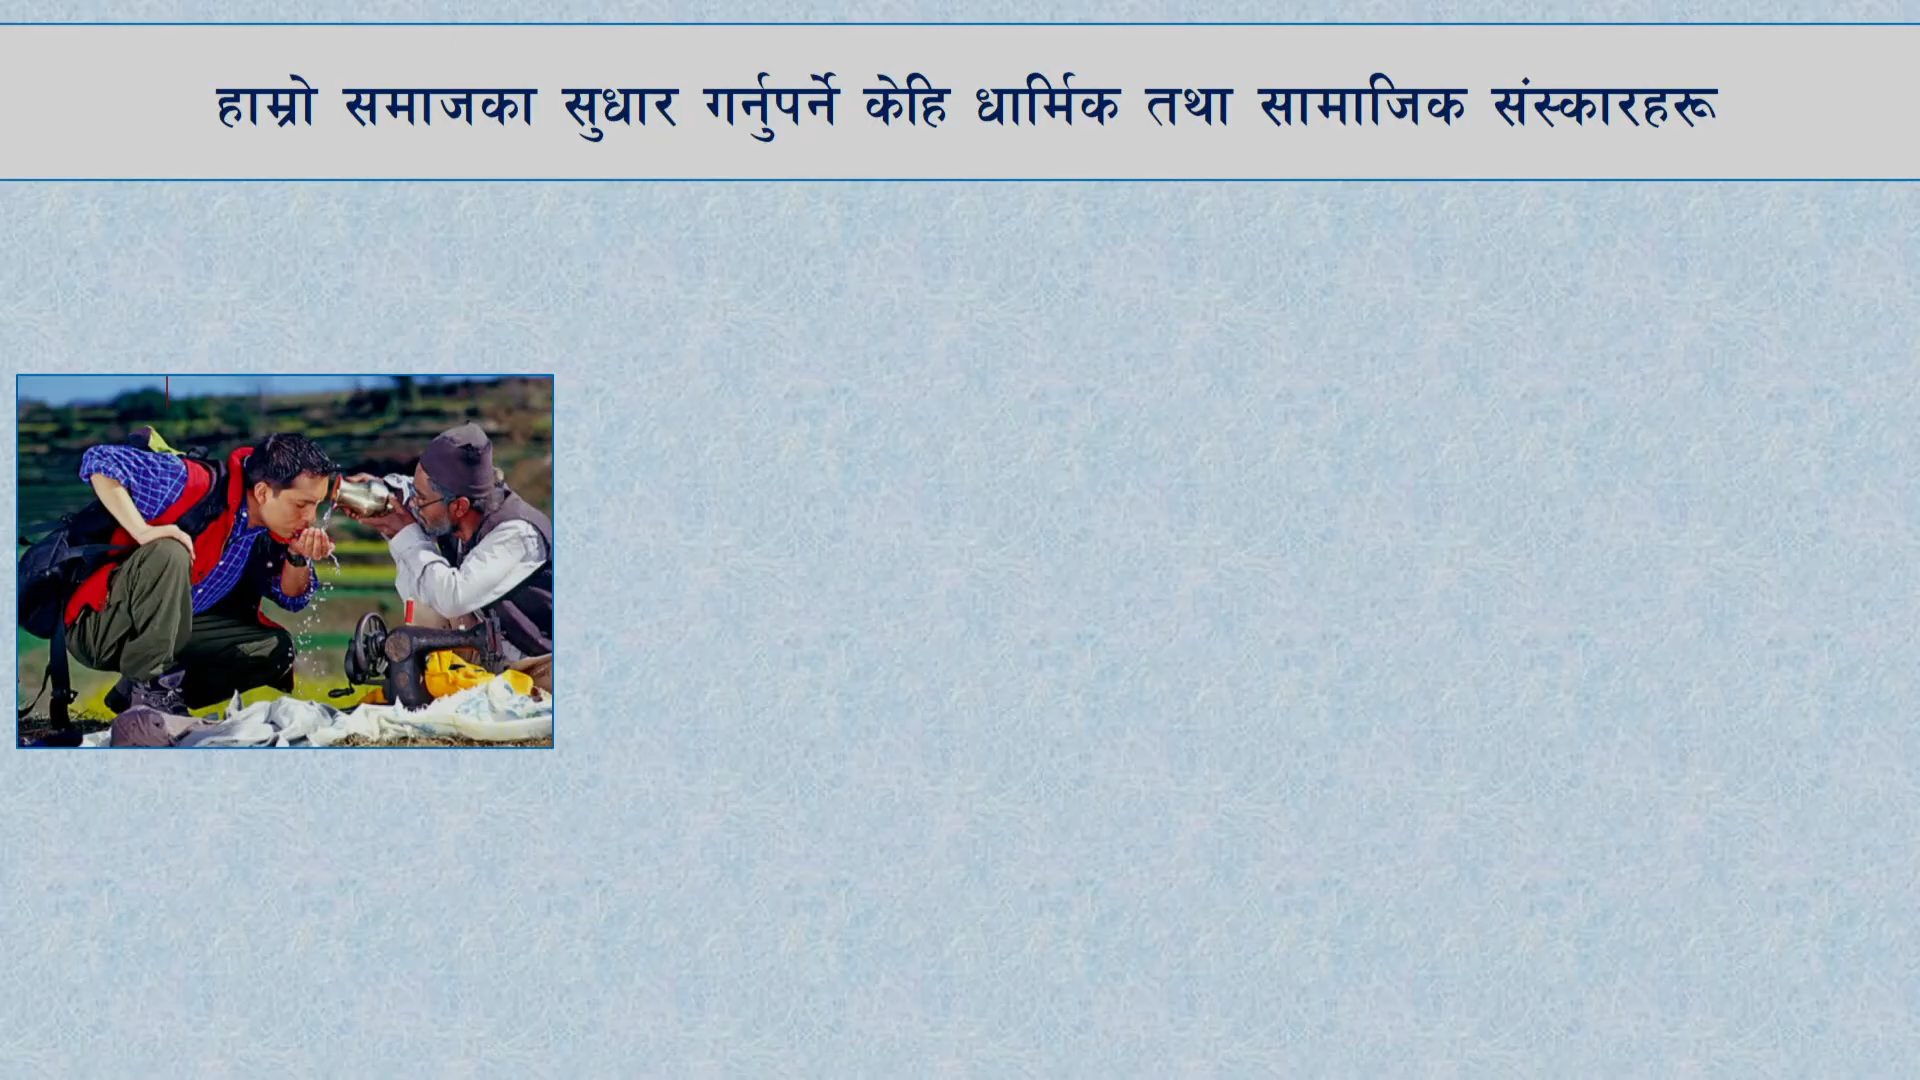 हाम्रो समाजका सुधार गर्नुपर्ने केहि धार्मिक तथा सामाजिक संस्कारहरू